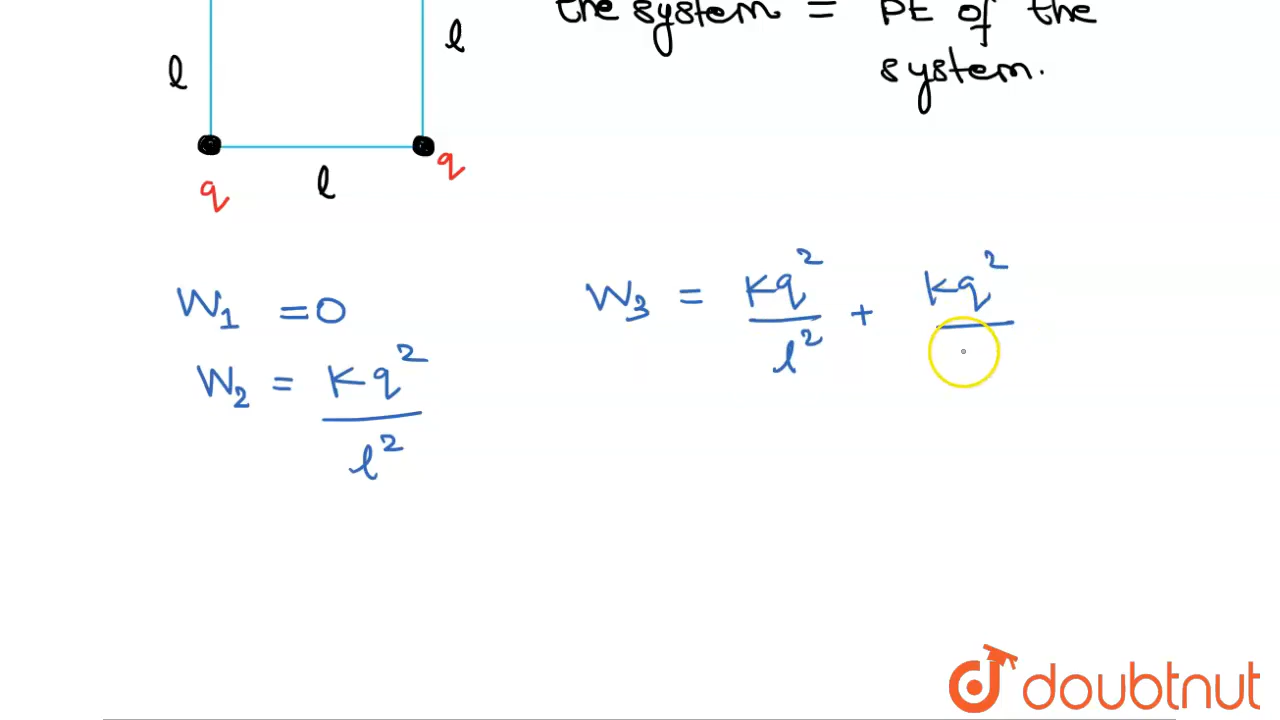 the system = PE of the
system.
l
l
l
q
q
W₁ = 0
W₂ = Kq²/l²
W₃ = Kq²/l² + Kq²/
doubtnut